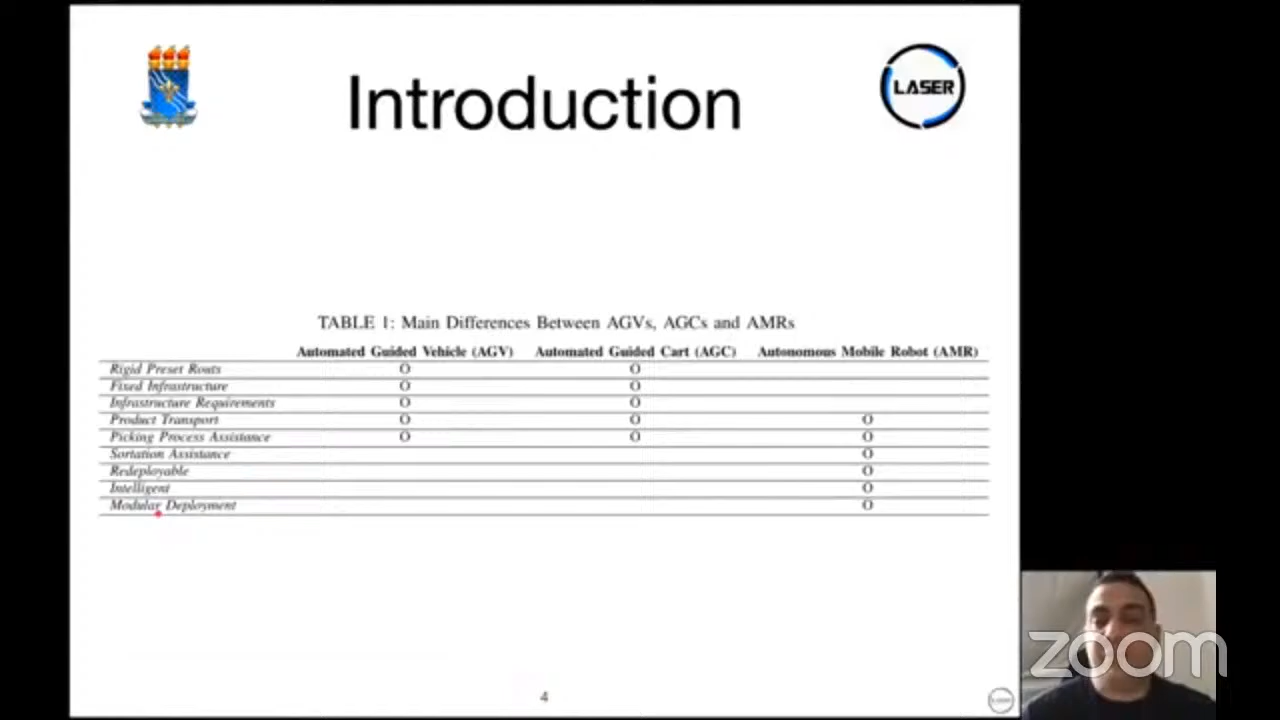 LASER
Introduction
TABLE 1: Main Differences Between AGVs, AGCs and AMRs
Automated Guided Vehicle (AGV) Automated Guided Cart (AGC) Autonomous Mobile Robot (AMR)
Rigid Preset Routs O O
Fixed Infrastructure O O
Infrastructure Requirements O O
Product Transport O O O
Picking Process Assistance O O O
Sortation Assistance O
Redeployable O
Intelligent O
Modular Deployment O
zoom
4
LASER